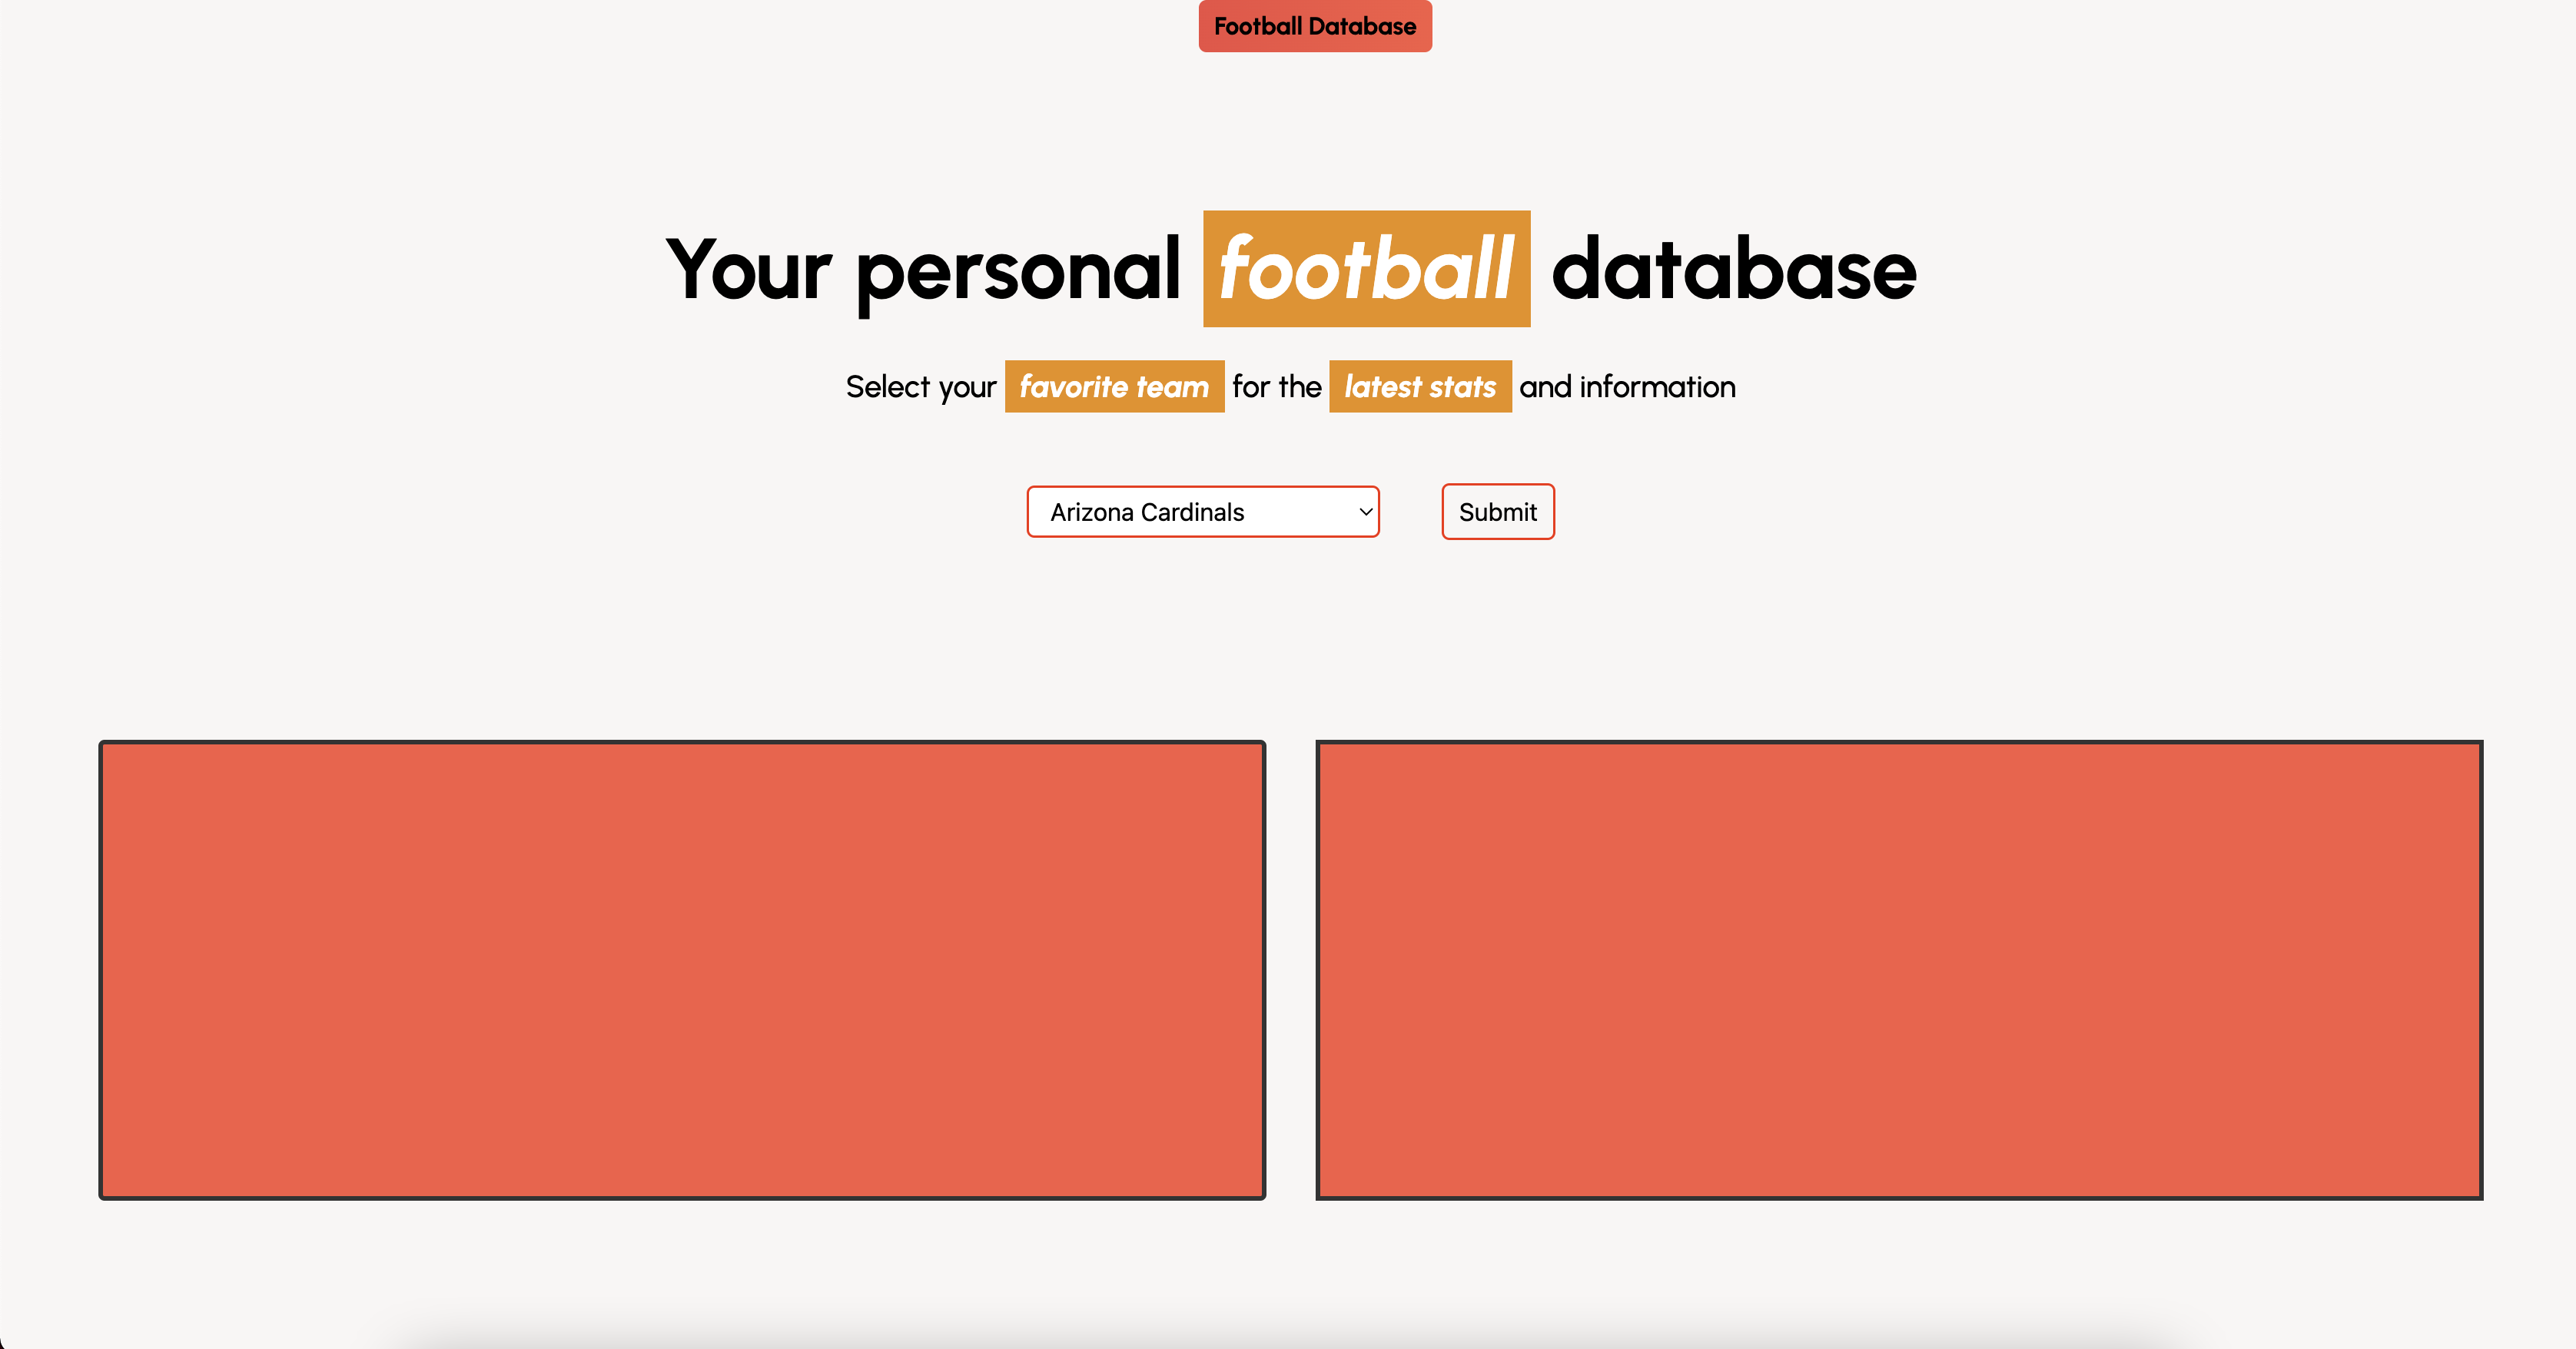 Football Database
Your personal football database
Select your favorite team for the latest stats and information
Arizona Cardinals
Submit